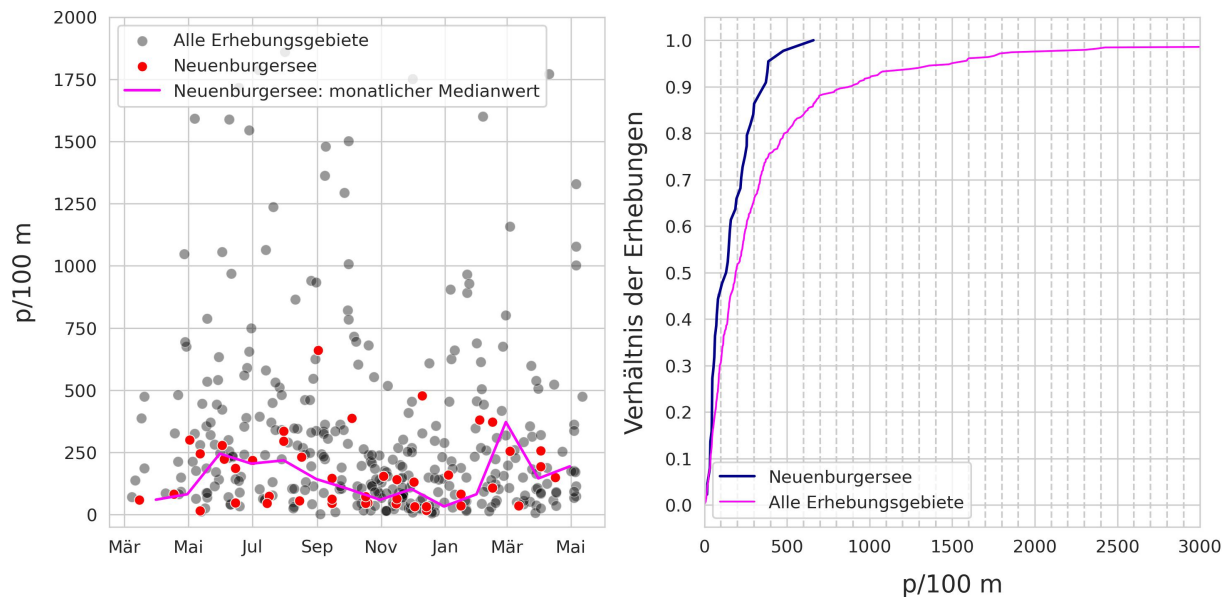 2000
1750
1500
1250
1000
750
500
250
0
p/100 m
Alle Erhebungsgebiete
Neuenburgersee
Neuenburgersee: monatlicher Medianwert
Mär
Mai
Jul
Sep
Nov
Jan
Mär
Mai
1.0
0.9
0.8
0.7
0.6
0.5
0.4
0.3
0.2
0.1
0.0
Verhältnis der Erhebungen
Neuenburgersee
Alle Erhebungsgebiete
0
500
1000
1500
2000
2500
3000
p/100 m